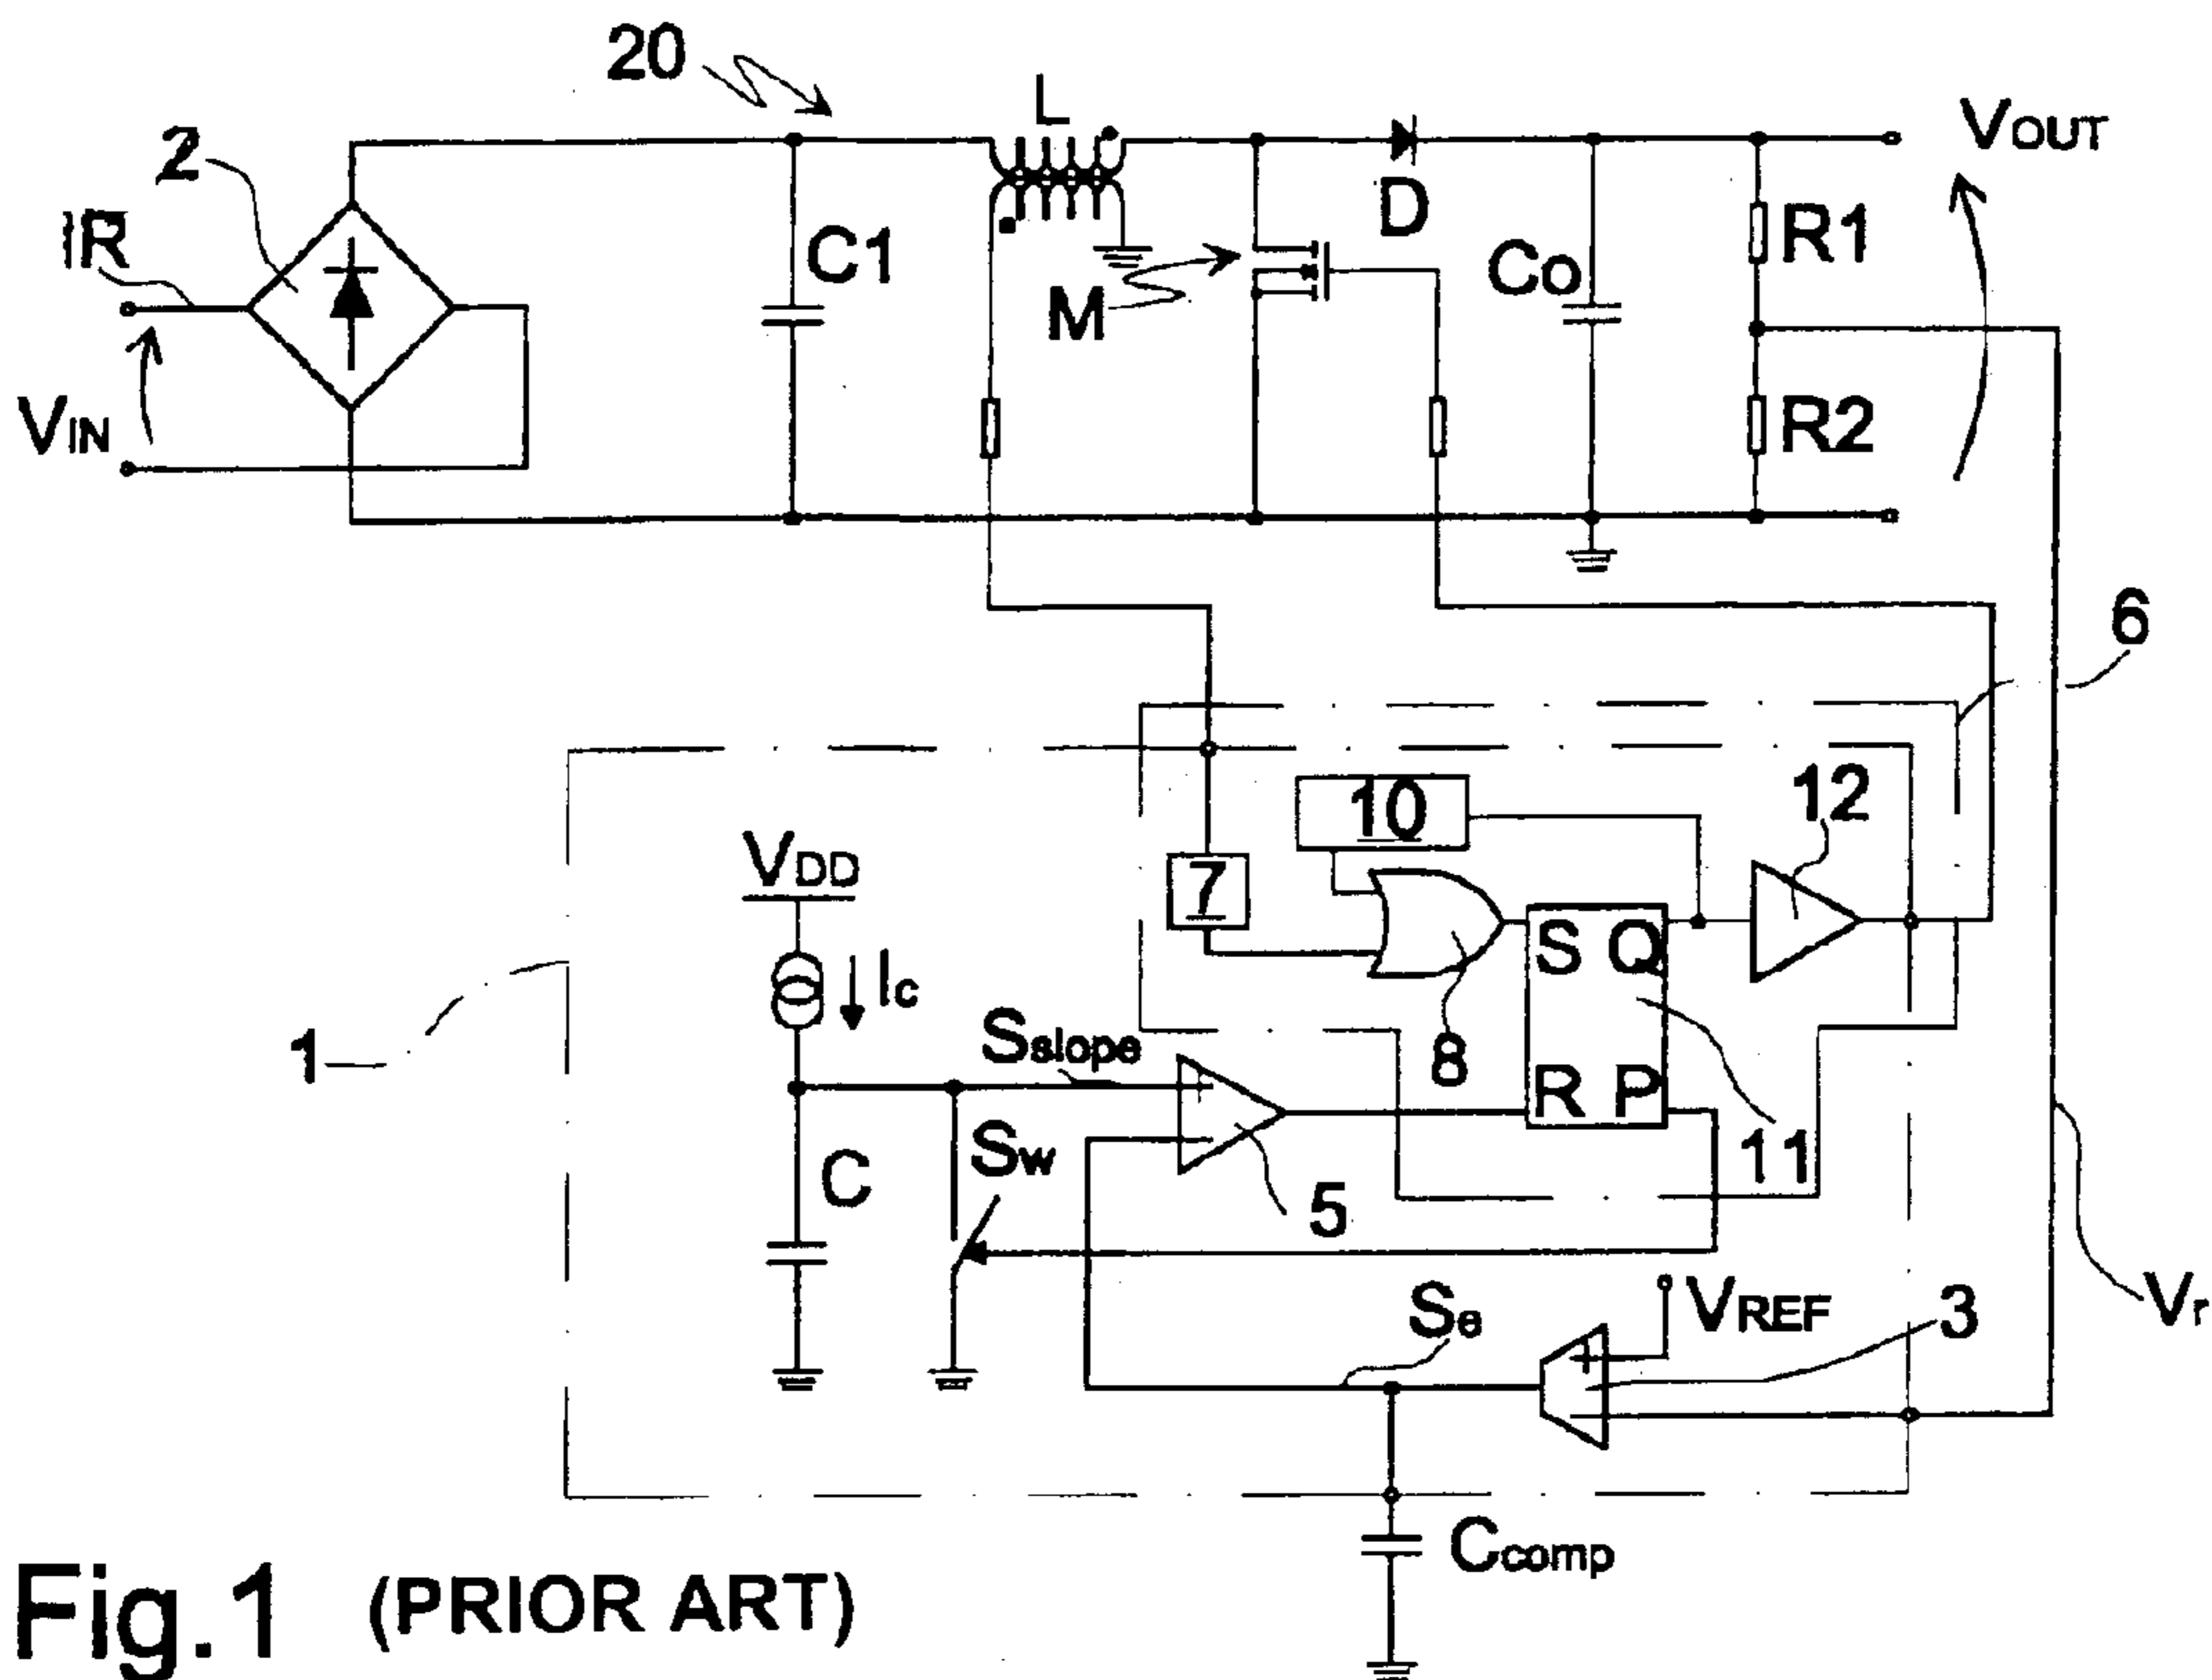 20
L
VOUT
2
IR
C1
D
Co
R1
M
VIN
R2
6
10
12
VDD
7
S Q
Ic
1
Sslope
8
R P
Sw
11
C
5
VREF
3
Vr
Se
Ccomp
Fig.1 (PRIOR ART)